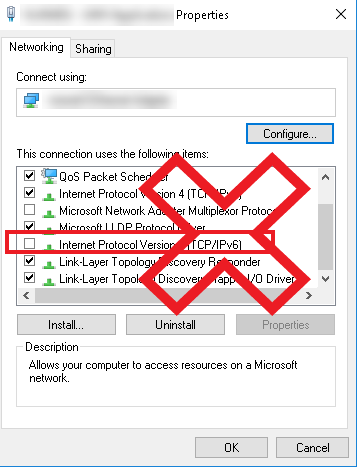 Properties
Networking
Sharing
Connect using:
Configure...
This connection uses the following items:
QoS Packet Scheduler
Internet Protocol Version 4 (TCP/IPv4)
Microsoft Network Adapter Multiplexor Protocol
Microsoft LLDP Protocol Driver
Internet Protocol Version 6 (TCP/IPv6)
Link-Layer Topology Discovery Responder
Link-Layer Topology Discovery Mapper I/O Driver
Install...
Uninstall
Properties
Description
Allows your computer to access resources on a Microsoft
network.
OK
Cancel